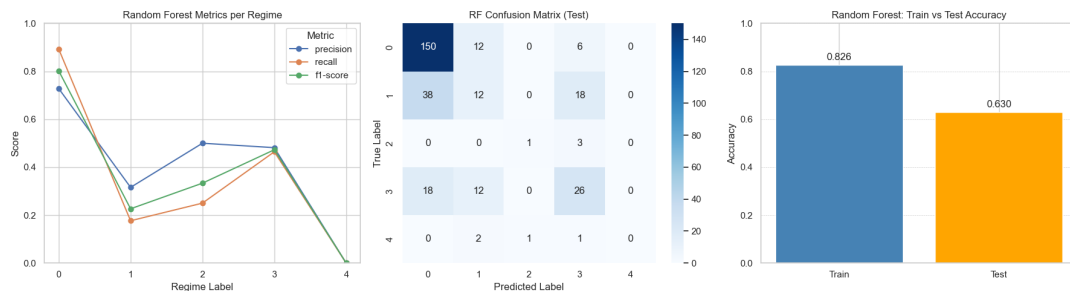 Random Forest Metrics per Regime
Metric
precision
recall
f1-score
1.0
0.8
0.6
0.4
0.2
0.0
Score
0 1 2 3 4
Regime Label
RF Confusion Matrix (Test)
True Label
0 150 12 0 6 0
1 38 12 0 18 0
2 0 0 1 3 0
3 18 12 0 26 0
4 0 2 1 1 0
0 1 2 3 4
Predicted Label
140
120
100
80
60
40
20
0
Random Forest: Train vs Test Accuracy
1.0
0.8
0.6
0.4
0.2
0.0
Accuracy
0.826
0.630
Train Test